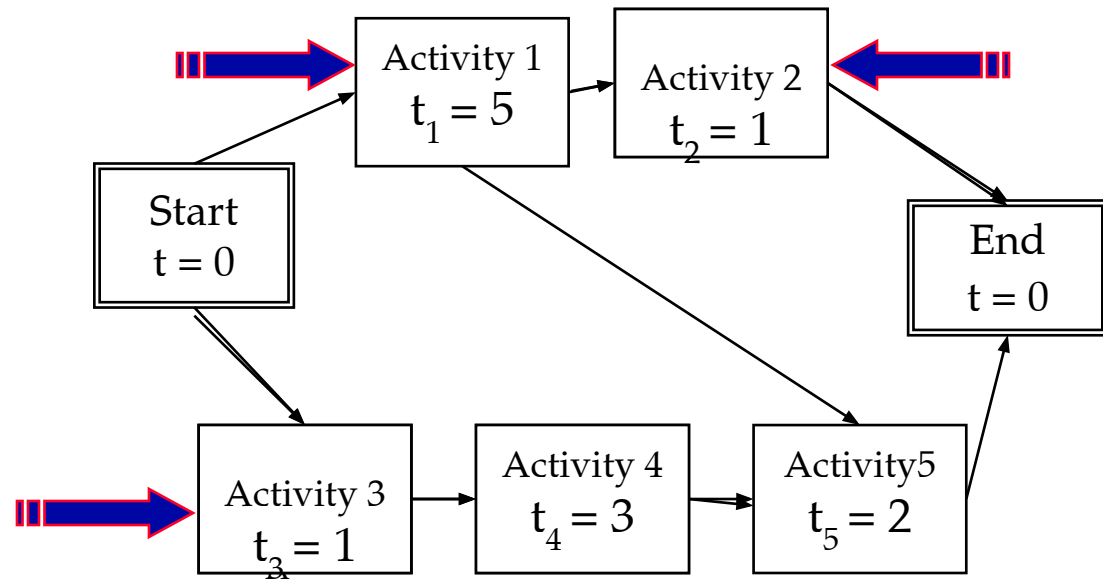 Activity 1
t1 = 5
Activity 2
t2 = 1
Start
t = 0
End
t = 0
Activity 3
t3 = 1
Activity 4
t4 = 3
Activity5
t5 = 2